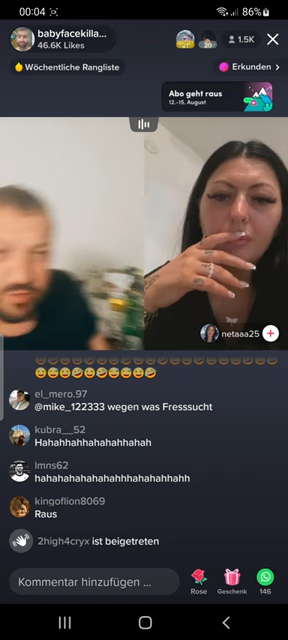 00:04
86%
babyfacekilla...
46.6K Likes
20
1.5K
Wöchentliche Rangliste
Erkunden >
Abo geht raus
12.-15. August
netaaa25
😂😅😂🤣😅🤣😅😅😂🤣
el_mero.97
@mike_122333 wegen was Fresssucht
kubra__52
Hahahhahhahahahhahah
lmns62
hahahahahahahahhhahahahhahh
kingoflion8069
Raus
2high4cryx ist beigetreten
Kommentar hinzufügen ...
Rose
Geschenk
146